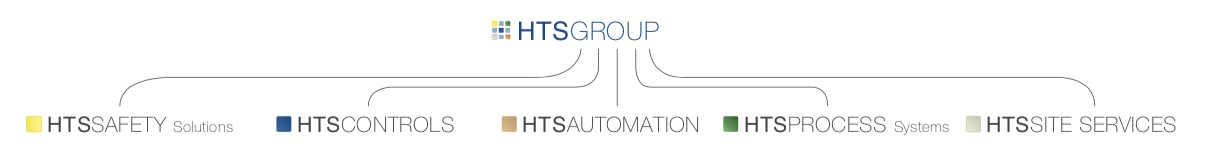 HTSGROUP
HTSSAFETY Solutions
HTSCONTROLS
HTSAUTOMATION
HTSPROCESS Systems
HTSSITE SERVICES